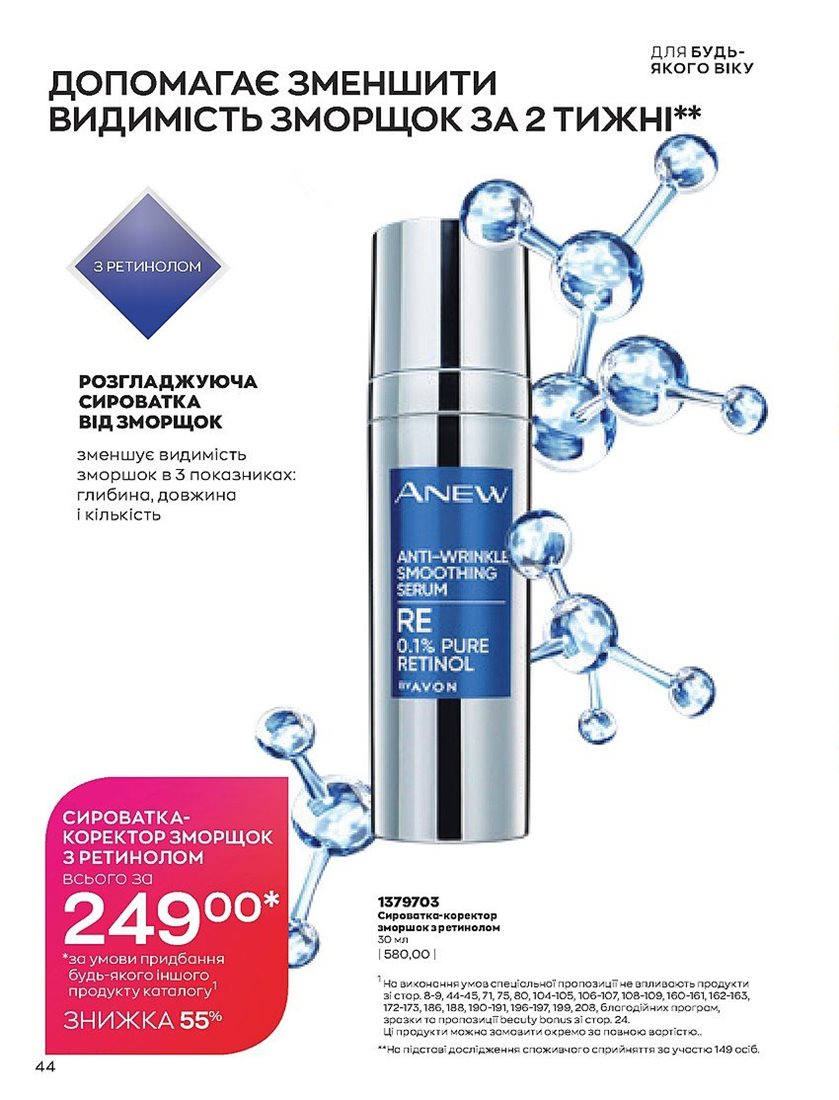 ДЛЯ БУДЬ-
ЯКОГО ВІКУ
ДОПОМАГАЄ ЗМЕНШИТИ
ВИДИМІСТЬ ЗМОРЩОК ЗА 2 ТИЖНІ**
З РЕТИНОЛОМ
РОЗГЛАДЖУЮЧА
СИРОВАТКА
ВІД ЗМОРЩОК
зменшує видимість
зморшок в 3 показниках:
глибина, довжина
і кількість
ANEW
ANTI-WRINKLE
SMOOTHING
SERUM
RE
0.1% PURE
RETINOL
BY AVON
СИРОВАТКА-
КОРЕКТОР ЗМОРЩОК
З РЕТИНОЛОМ
всього за
24900*
*за умови придбання
будь-якого іншого
продукту каталогу1
ЗНИЖКА 55%
1379703
Сироватка-коректор
зморшок з ретинолом
30 мл
| 580,00 |
1 На виконання умов спеціальної пропозиції не впливають продукти
зі стор. 8-9, 44-45, 71, 75, 80, 104-105, 106-107, 108-109, 160-161, 162-163,
172-173, 186, 188, 190-191, 196-197, 199, 208, благодійних програм,
зразки та пропозиції beauty bonus зі стор. 24.
Ці продукти можна замовити окремо за повною вартістю..
**На підставі дослідження споживчого сприйняття за участю 149 осіб.
44